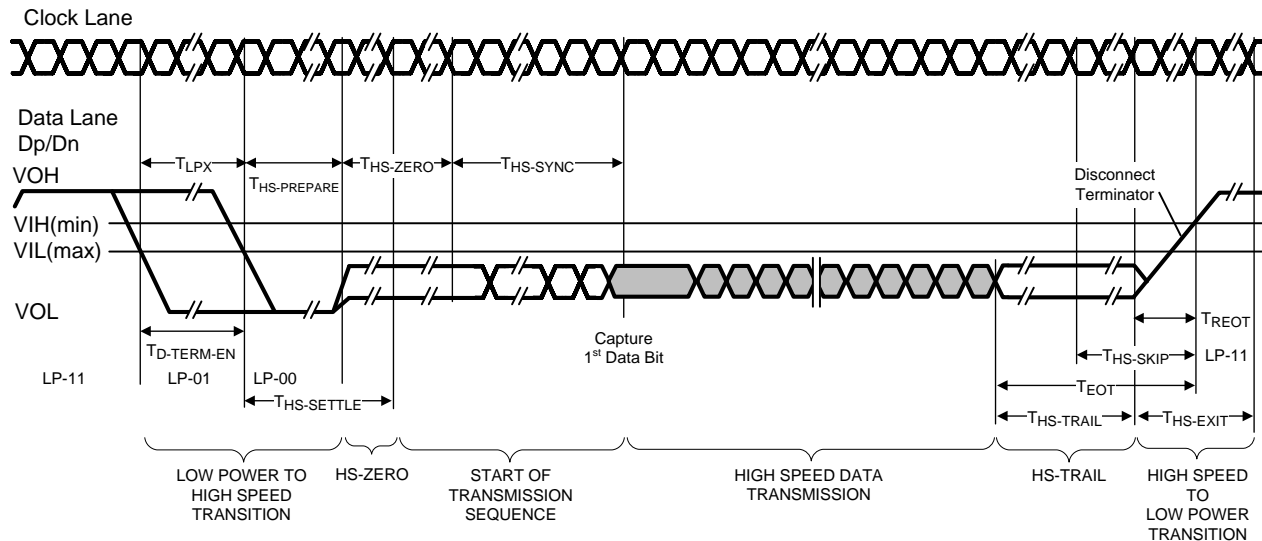 Clock Lane
Data Lane
Dp/Dn
VOH
TLPX
THS-PREPARE
THS-ZERO
THS-SYNC
Disconnect
Terminator
VIH(min)
VIL(max)
VOL
TD-TERM-EN
Capture
1st Data Bit
TREOT
LP-11
LP-01
LP-00
THS-SKIP
LP-11
THS-SETTLE
TEOT
THS-TRAIL
THS-EXIT
LOW POWER TO
HIGH SPEED
TRANSITION
HS-ZERO
START OF
TRANSMISSION
SEQUENCE
HIGH SPEED DATA
TRANSMISSION
HS-TRAIL
HIGH SPEED
TO
LOW POWER
TRANSITION